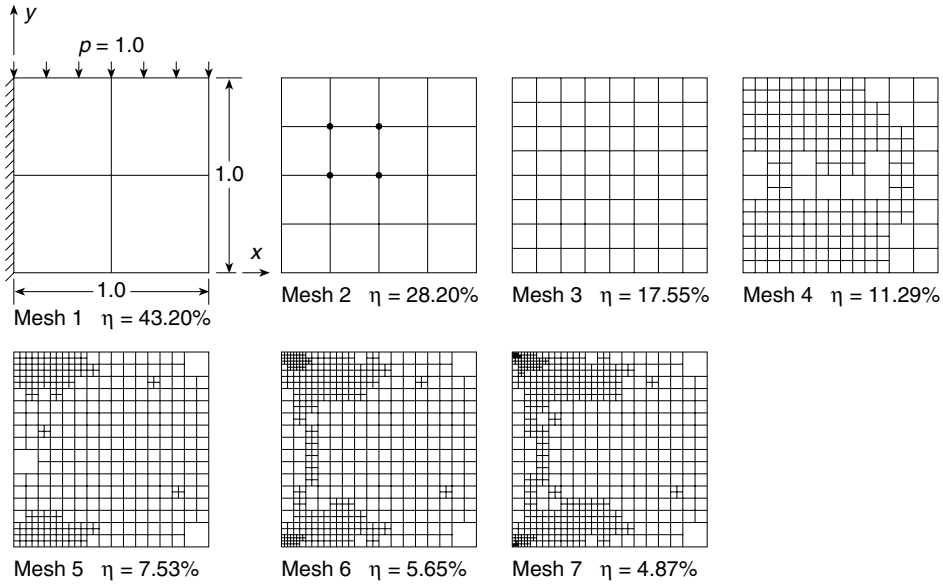 y
p = 1.0
1.0
x
1.0
Mesh 1 η = 43.20%
Mesh 2 η = 28.20%
Mesh 3 η = 17.55%
Mesh 4 η = 11.29%
Mesh 5 η = 7.53%
Mesh 6 η = 5.65%
Mesh 7 η = 4.87%